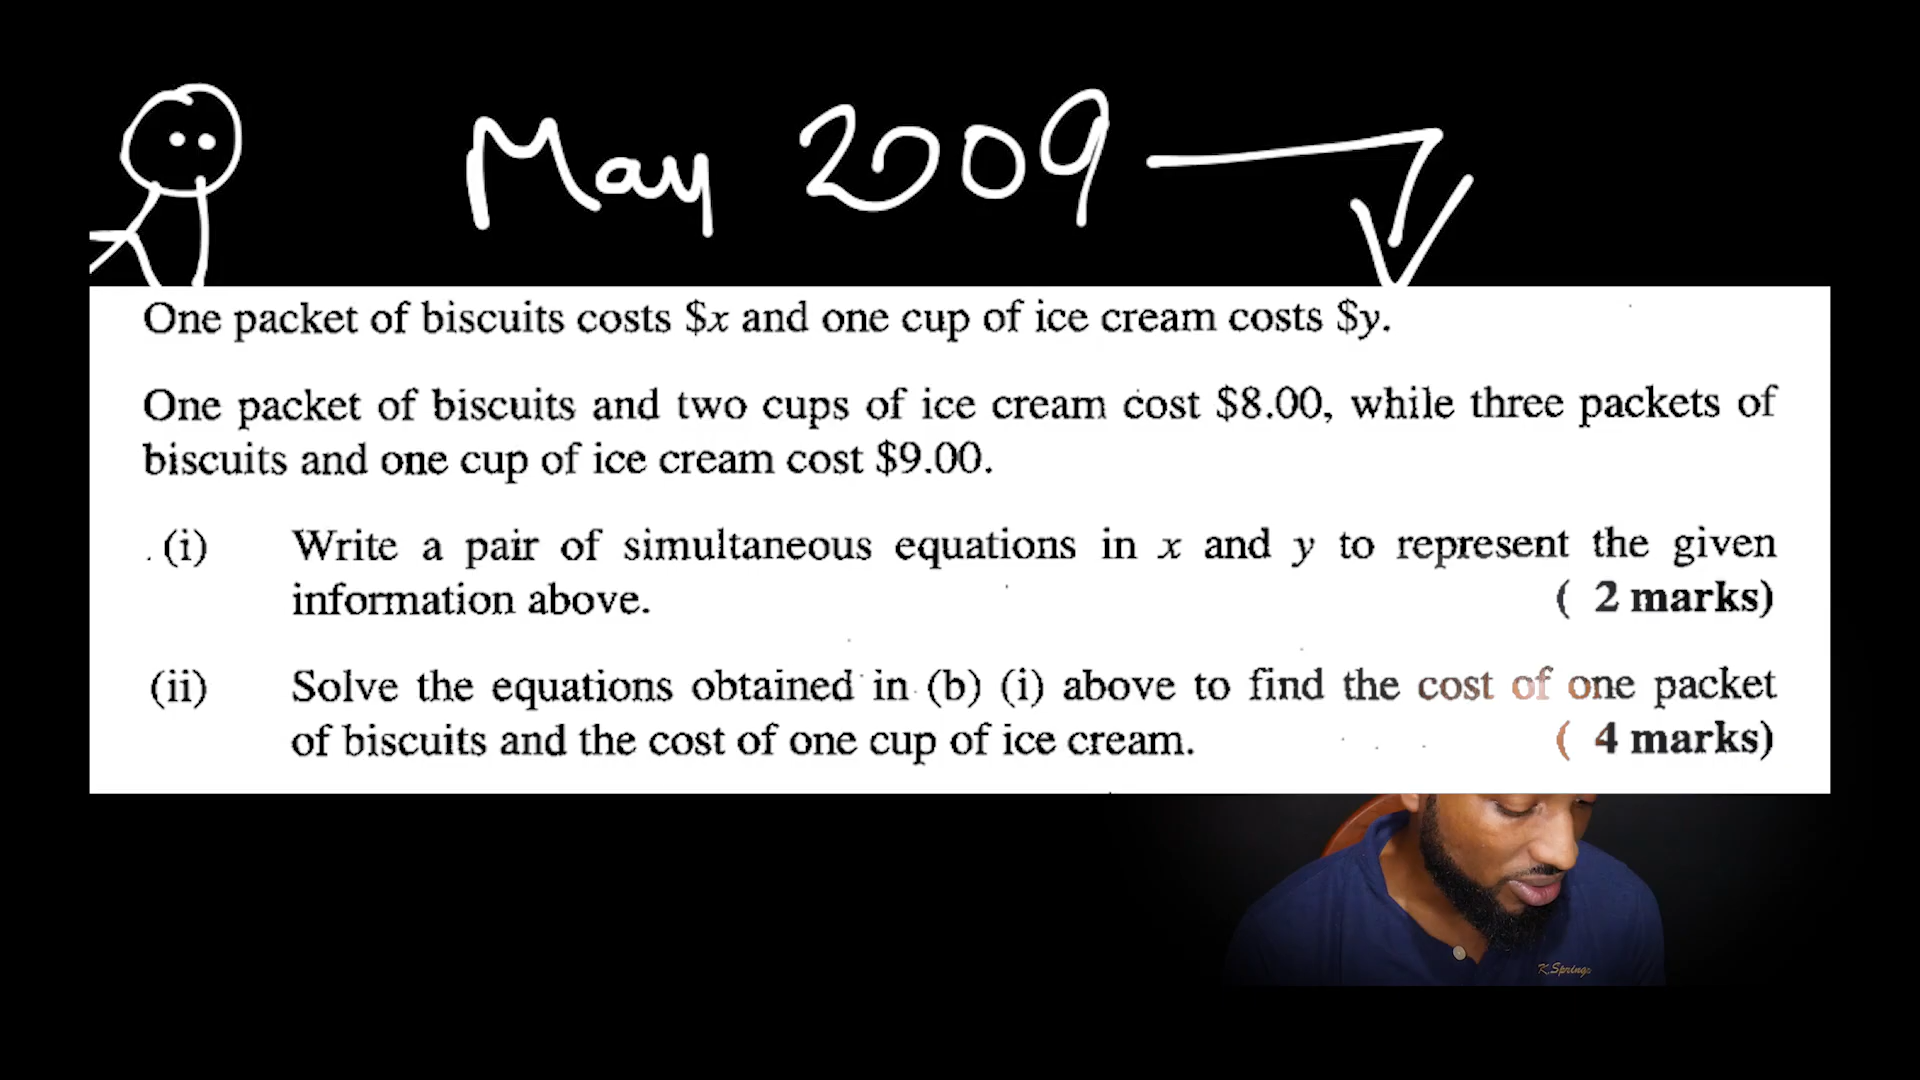 May 2009
One packet of biscuits costs $x and one cup of ice cream costs $y.
One packet of biscuits and two cups of ice cream cost $8.00, while three packets of
biscuits and one cup of ice cream cost $9.00.
(i) Write a pair of simultaneous equations in x and y to represent the given
information above. ( 2 marks)
(ii) Solve the equations obtained in (b) (i) above to find the cost of one packet
of biscuits and the cost of one cup of ice cream. ( 4 marks)
K.Springs